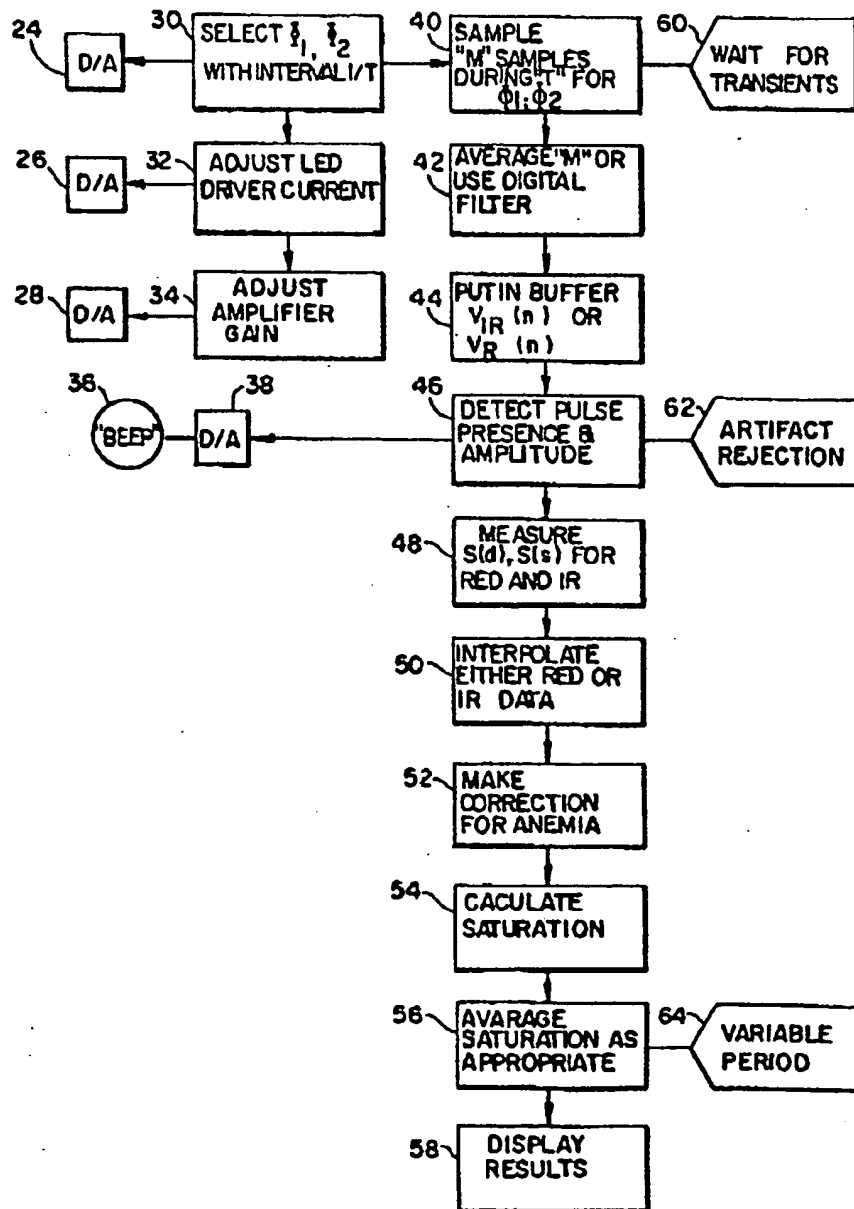 24
D/A
30
SELECT Φ1, Φ2
WITH INTERVAL 1/T
40
SAMPLE
"M" SAMPLES
DURING "T" FOR
Φ1; Φ2
60
WAIT FOR
TRANSIENTS
26
D/A
32
ADJUST LED
DRIVER CURRENT
42
AVERAGE "M" OR
USE DIGITAL
FILTER
28
D/A
34
ADJUST
AMPLIFIER
GAIN
44
PUT IN BUFFER
VIR (n) OR
VR (n)
36
"BEEP"
38
D/A
46
DETECT PULSE
PRESENCE &
AMPLITUDE
62
ARTIFACT
REJECTION
48
MEASURE
S(d), S(s) FOR
RED AND IR
50
INTERPOLATE
EITHER RED OR
IR DATA
52
MAKE
CORRECTION
FOR ANEMIA
54
CACULATE
SATURATION
56
AVARAGE
SATURATION AS
APPROPRIATE
64
VARIABLE
PERIOD
58
DISPLAY
RESULTS